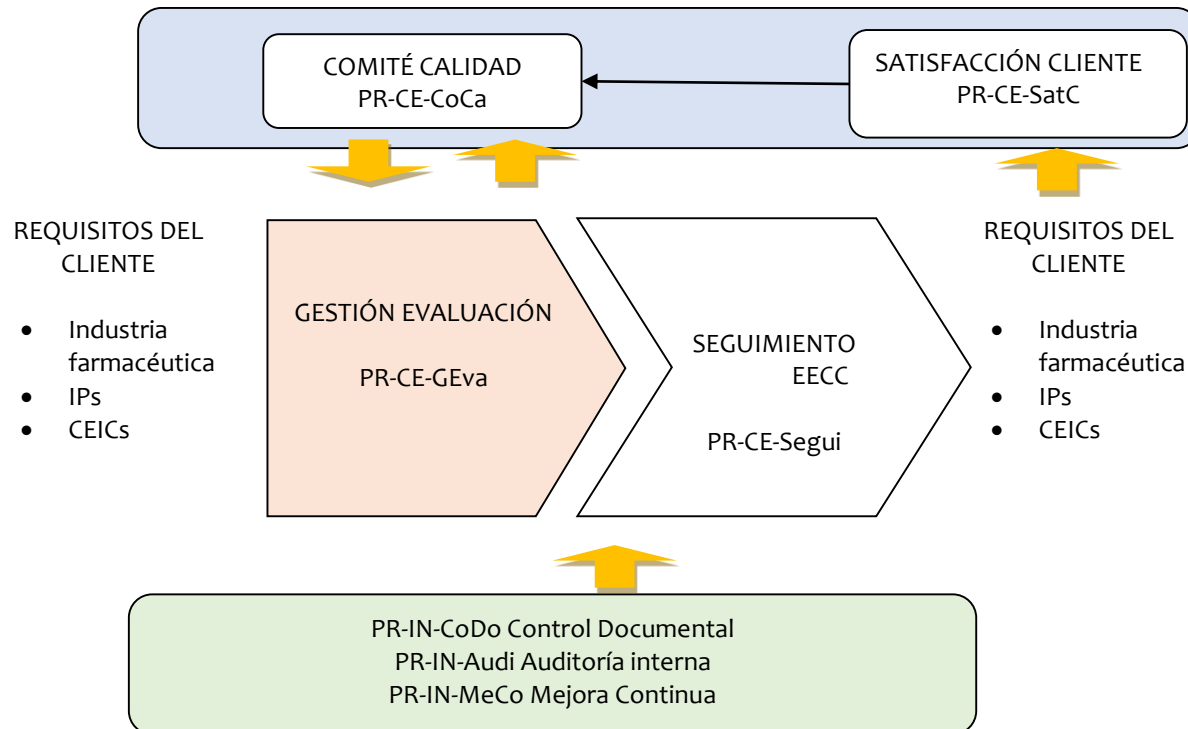 COMITÉ CALIDAD
PR-CE-CoCa
SATISFACCIÓN CLIENTE
PR-CE-SatC
REQUISITOS DEL
CLIENTE
• Industria
farmacéutica
• IPs
• CEICs
GESTIÓN EVALUACIÓN
PR-CE-GEva
SEGUIMIENTO
EECC
PR-CE-Segui
REQUISITOS DEL
CLIENTE
• Industria
farmacéutica
• IPs
• CEICs
PR-IN-CoDo Control Documental
PR-IN-Audi Auditoría interna
PR-IN-MeCo Mejora Continua